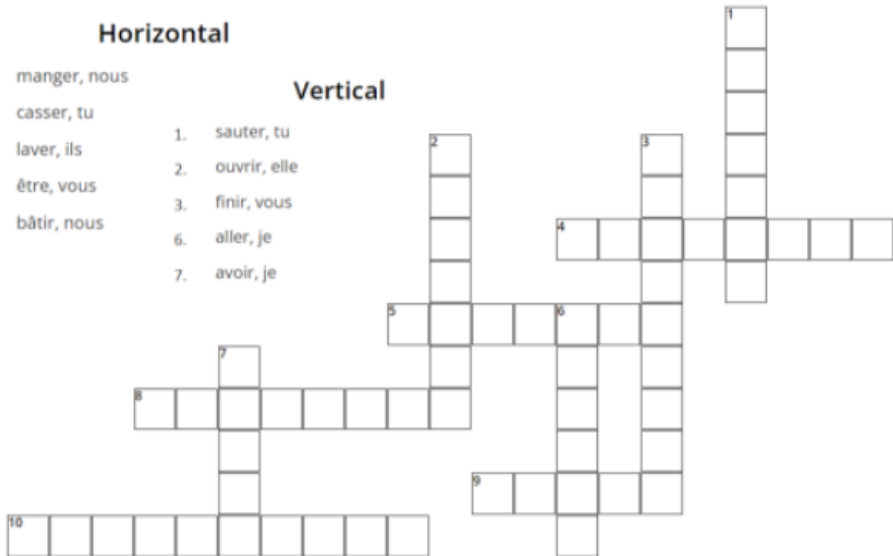 Horizontal
manger, nous
casser, tu
laver, ils
être, vous
bâtir, nous
Vertical
1. sauter, tu
2. ouvrir, elle
3. finir, vous
6. aller, je
7. avoir, je
1
2
3
4
5
6
7
8
9
10